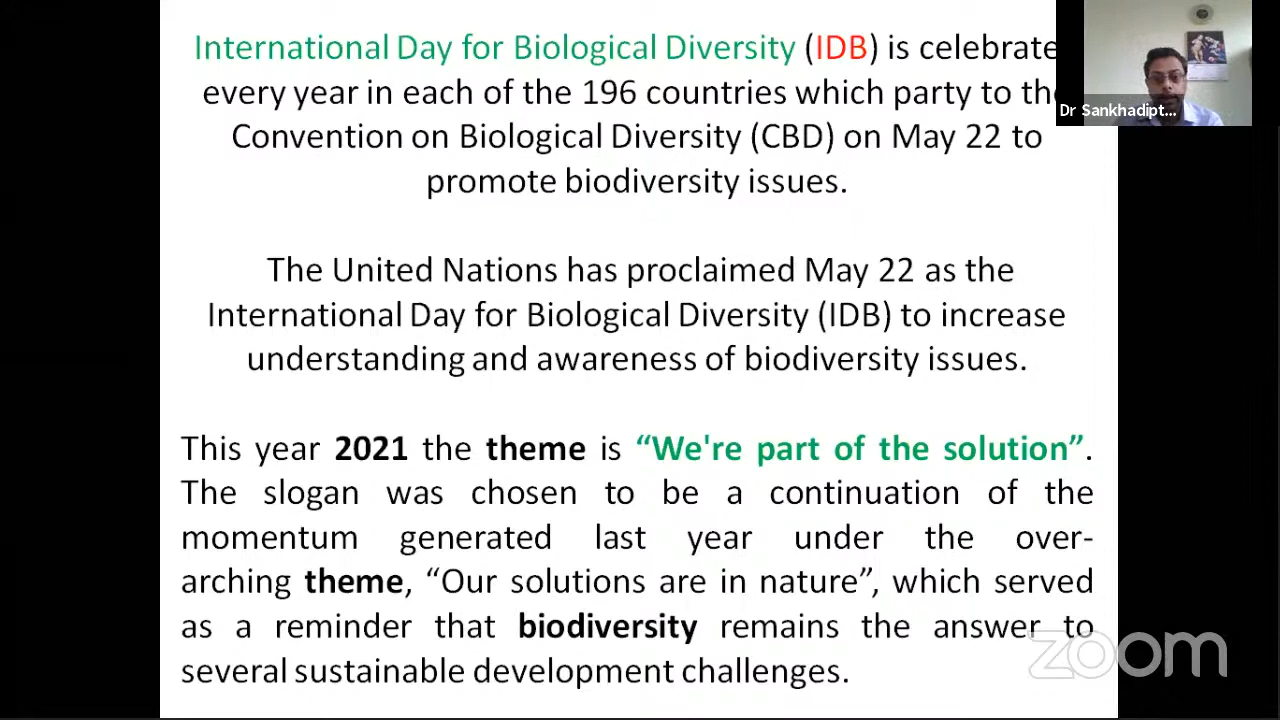 International Day for Biological Diversity (IDB) is celebrate
every year in each of the 196 countries which party to the
Convention on Biological Diversity (CBD) on May 22 to
promote biodiversity issues.
The United Nations has proclaimed May 22 as the
International Day for Biological Diversity (IDB) to increase
understanding and awareness of biodiversity issues.
This year 2021 the theme is “We're part of the solution”.
The slogan was chosen to be a continuation of the
momentum generated last year under the over-
arching theme, “Our solutions are in nature”, which served
as a reminder that biodiversity remains the answer to
several sustainable development challenges.
Dr Sankhadipt...
zoom